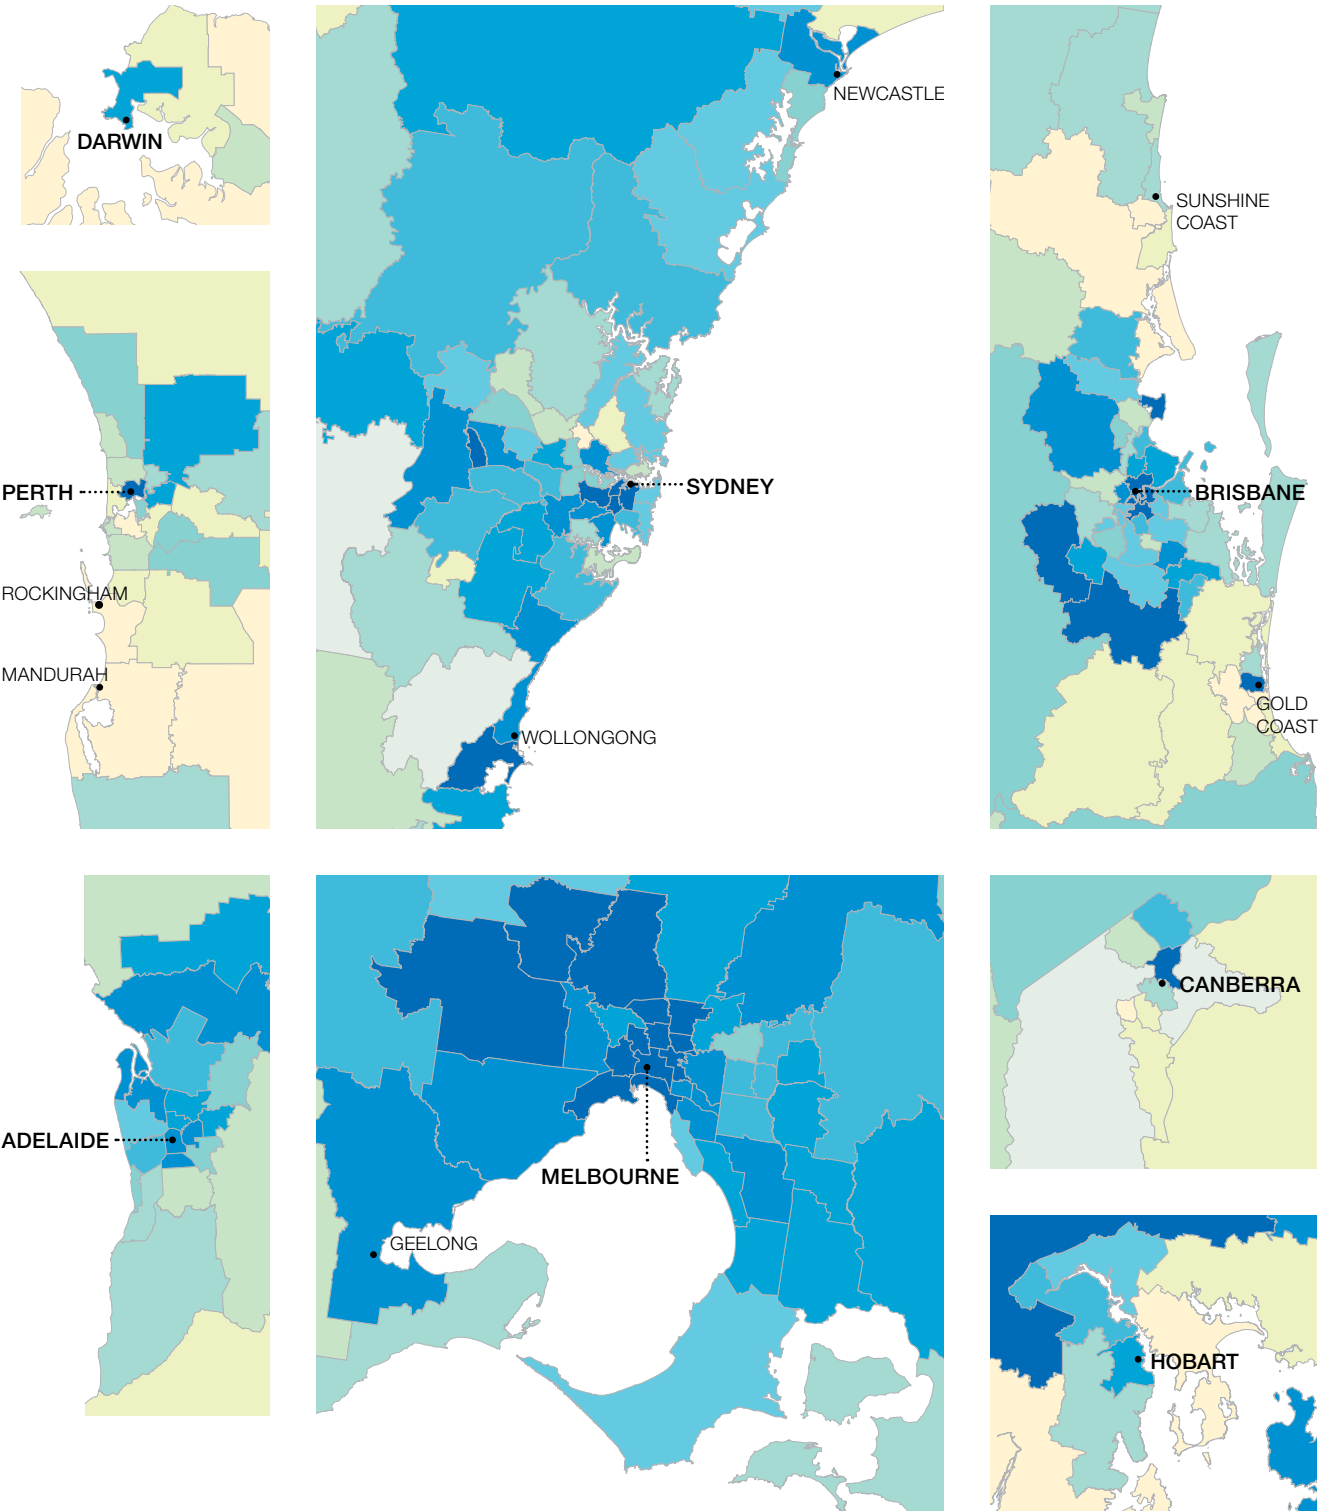 DARWIN
NEWCASTLE
SUNSHINE
COAST
PERTH
SYDNEY
BRISBANE
ROCKINGHAM
MANDURAH
GOLD
COAST
WOLLONGONG
ADELAIDE
MELBOURNE
GEELONG
CANBERRA
HOBART